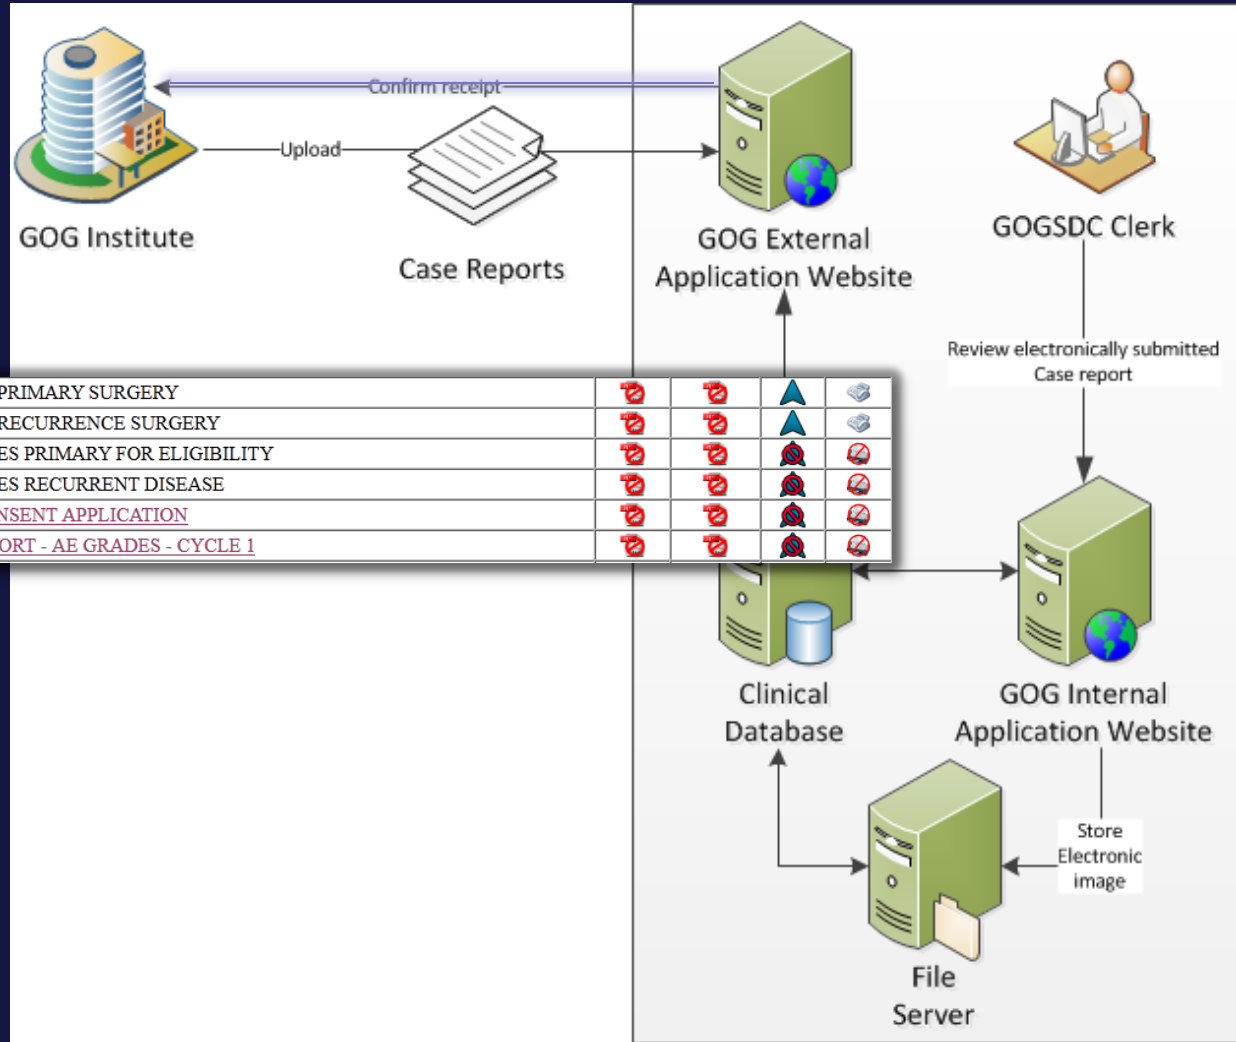 Confirm receipt
Upload
GOG Institute
Case Reports
GOG External
Application Website
GOGSDC Clerk
Review electronically submitted
Case report
PRIMARY SURGERY
RECURRENCE SURGERY
ES PRIMARY FOR ELIGIBILITY
ES RECURRENT DISEASE
NSENT APPLICATION
ORT - AE GRADES - CYCLE 1
Clinical
Database
GOG Internal
Application Website
Store
Electronic
image
File
Server